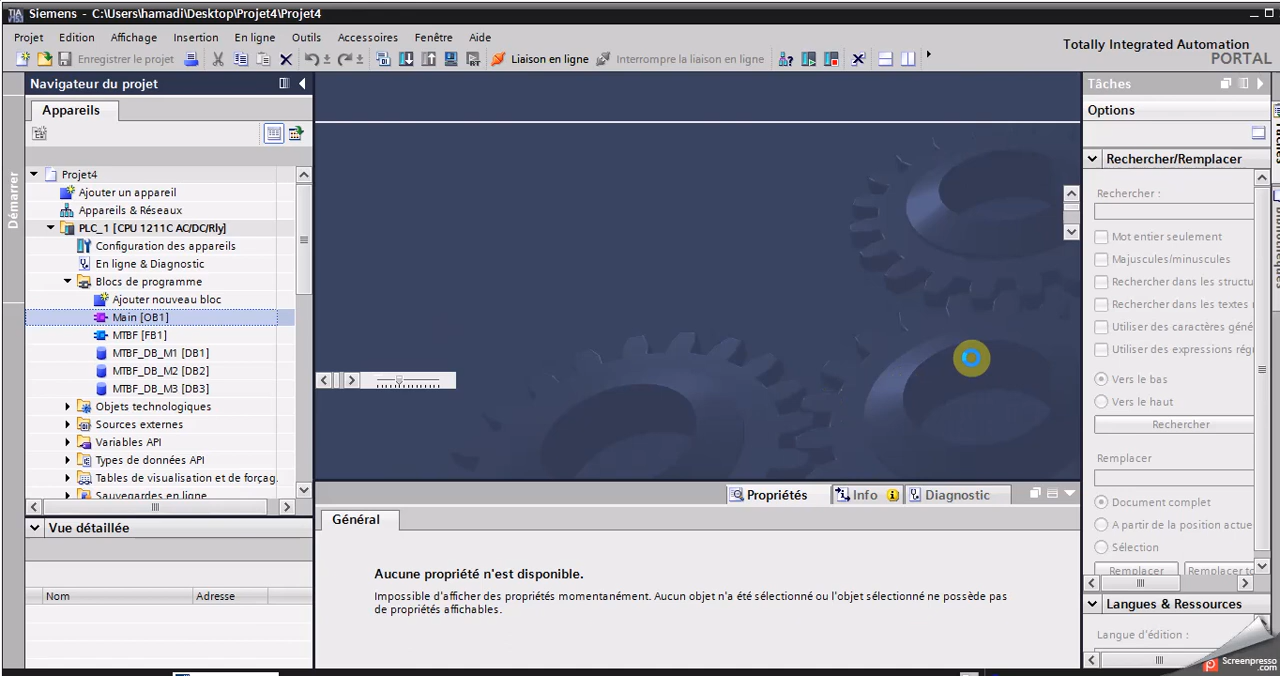 Siemens - C:\Users\hamadi\Desktop\Projet4\Projet4
Projet Edition Affichage Insertion En ligne Outils Accessoires Fenêtre Aide
Totally Integrated Automation
PORTAL
Enregistrer le projet
Liaison en ligne
Interrompre la liaison en ligne
Navigateur du projet
Appareils
Démarrer
Projet4
Ajouter un appareil
Appareils & Réseaux
PLC_1 [CPU 1211C AC/DC/Rly]
Configuration des appareils
En ligne & Diagnostic
Blocs de programme
Ajouter nouveau bloc
Main [OB1]
MTBF [FB1]
MTBF_DB_M1 [DB1]
MTBF_DB_M2 [DB2]
MTBF_DB_M3 [DB3]
Objets technologiques
Sources externes
Variables API
Types de données API
Tables de visualisation et de forçag
Sauvegardes en ligne
Vue détaillée
Nom Adresse
Propriétés Info Diagnostic
Général
Aucune propriété n'est disponible.
Impossible d'afficher des propriétés momentanément. Aucun objet n'a été sélectionné ou l'objet sélectionné ne possède pas
de propriétés affichables.
Tâches
Options
Rechercher/Remplacer
Rechercher :
Mot entier seulement
Majuscules/minuscules
Rechercher dans les structu
Rechercher dans les textes
Utiliser des caractères géné
Utiliser des expressions régu
Vers le bas
Vers le haut
Rechercher
Remplacer
Document complet
A partir de la position actue
Sélection
Remplacer Remplacer to
Langues & Ressources
Langue d'édition :
Screenpresso
.com